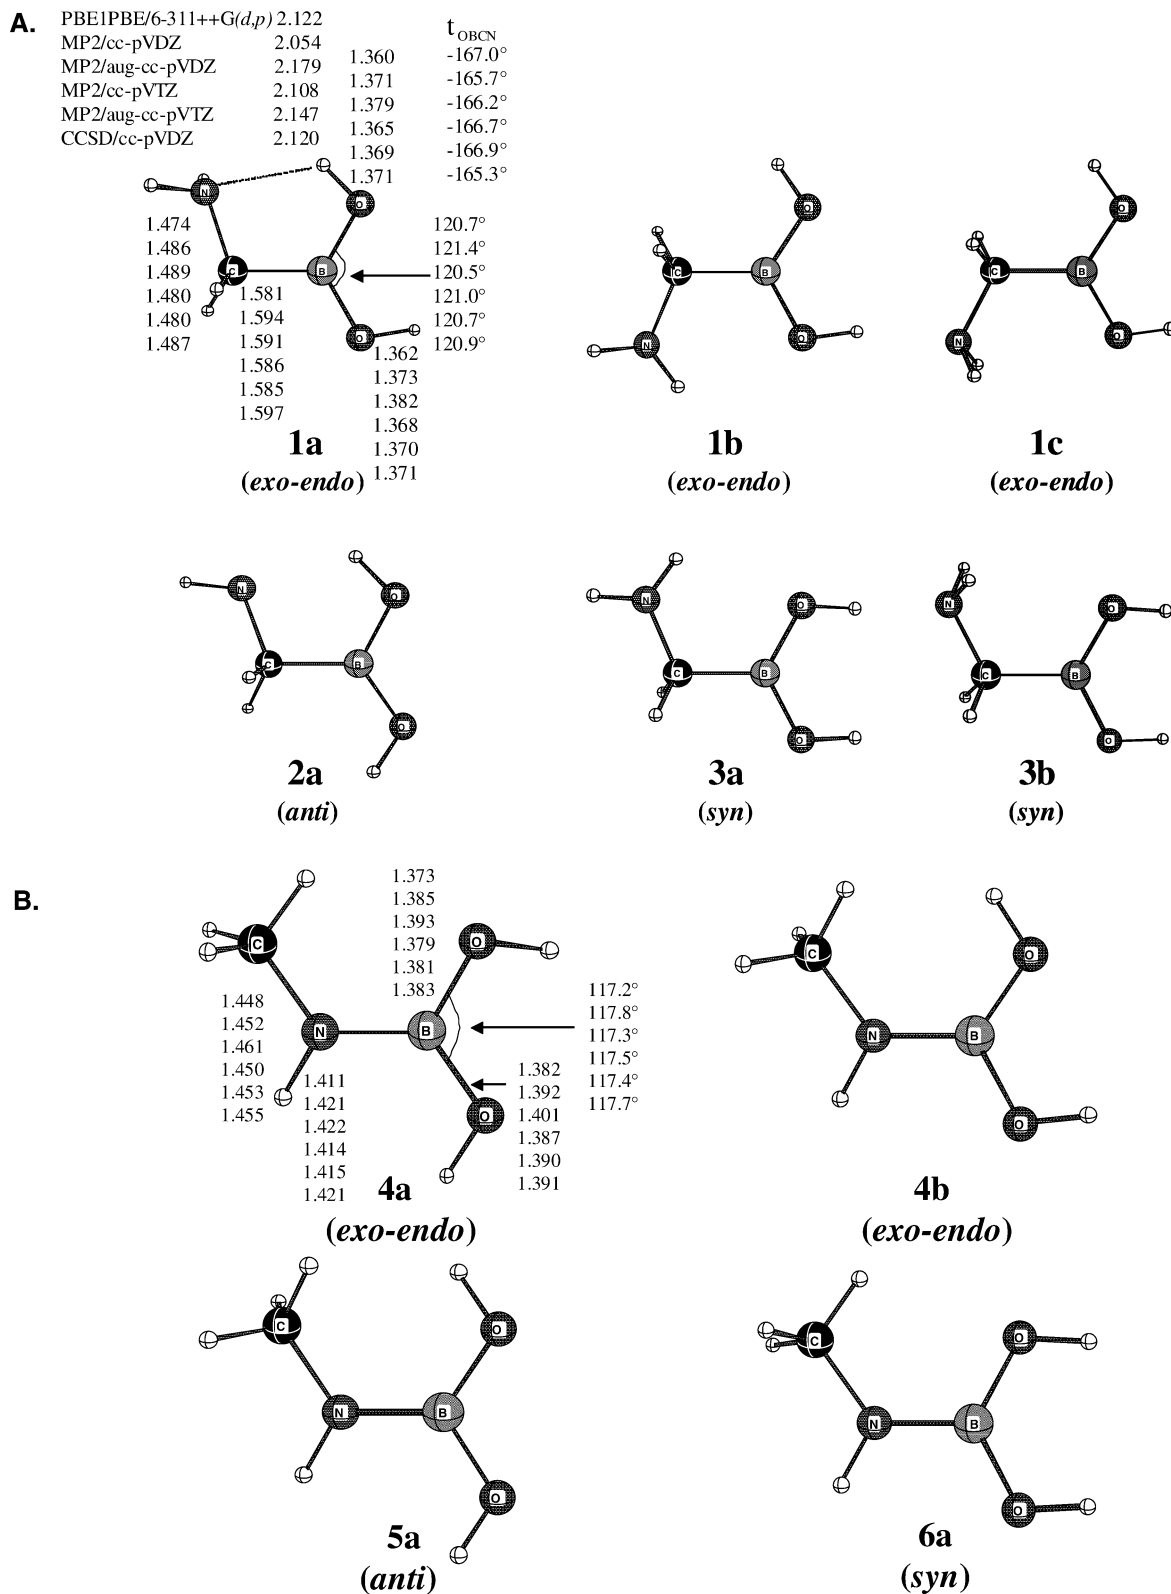 A.
PBE1PBE/6-311++G(d,p) 2.122
MP2/cc-pVDZ 2.054
MP2/aug-cc-pVDZ 2.179
MP2/cc-pVTZ 2.108
MP2/aug-cc-pVTZ 2.147
CCSD/cc-pVDZ 2.120
1.360
1.371
1.379
1.365
1.369
1.371
t OBCN
-167.0°
-165.7°
-166.2°
-166.7°
-166.9°
-165.3°
N
O
C
B
O
1.474
1.486
1.489
1.480
1.480
1.487
1.581
1.594
1.591
1.586
1.585
1.597
120.7°
121.4°
120.5°
121.0°
120.7°
120.9°
1.362
1.373
1.382
1.368
1.370
1.371
1a
(exo-endo)
O
C
B
N
O
1b
(exo-endo)
O
C
B
N
O
1c
(exo-endo)
N
O
C
B
O
2a
(anti)
N
O
C
B
O
3a
(syn)
N
O
C
B
O
3b
(syn)
B.
1.373
1.385
1.393
1.379
1.381
1.383
C
O
N
B
O
1.448
1.452
1.461
1.450
1.453
1.455
1.411
1.421
1.422
1.414
1.415
1.421
117.2°
117.8°
117.3°
117.5°
117.4°
117.7°
1.382
1.392
1.401
1.387
1.390
1.391
4a
(exo-endo)
C
O
N
B
O
4b
(exo-endo)
C
O
N
B
O
5a
(anti)
C
O
N
B
O
6a
(syn)